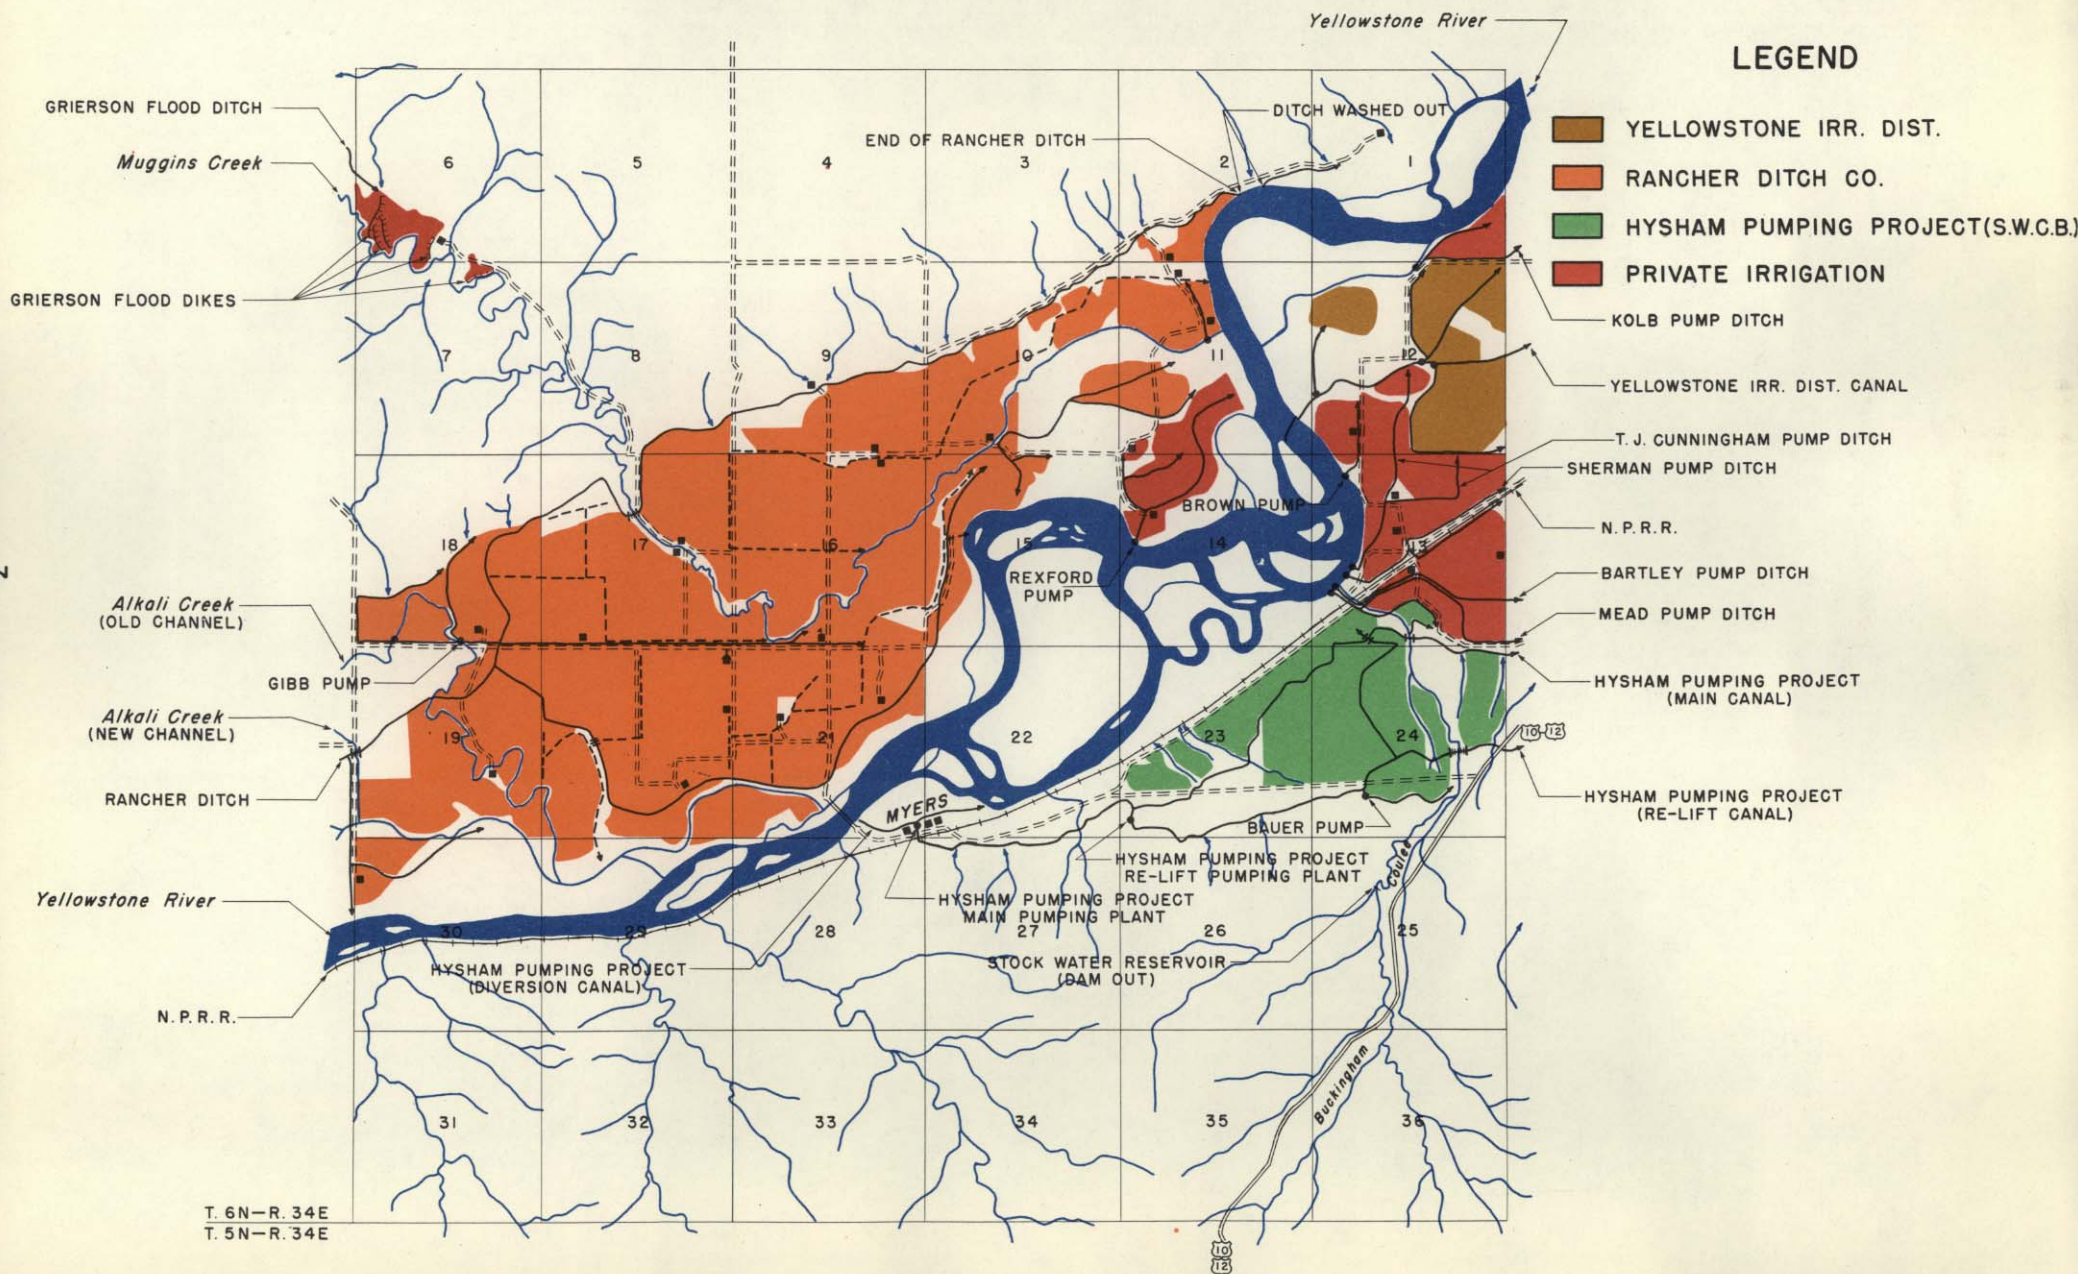 Yellowstone River
LEGEND
GRIERSON FLOOD DITCH
DITCH WASHED OUT
YELLOWSTONE IRR. DIST.
END OF RANCHER DITCH
Muggins Creek
6
5
4
3
2
1
RANCHER DITCH CO.
HYSHAM PUMPING PROJECT(S.W.C.B.)
PRIVATE IRRIGATION
GRIERSON FLOOD DIKES
KOLB PUMP DITCH
7
8
9
10
11
12
YELLOWSTONE IRR. DIST. CANAL
T. J. CUNNINGHAM PUMP DITCH
SHERMAN PUMP DITCH
BROWN PUMP
N.P.R.R.
18
17
16
15
14
13
REXFORD
PUMP
BARTLEY PUMP DITCH
Alkali Creek
(OLD CHANNEL)
MEAD PUMP DITCH
GIBB PUMP
HYSHAM PUMPING PROJECT
(MAIN CANAL)
Alkali Creek
(NEW CHANNEL)
19
21
22
23
24
10-12
RANCHER DITCH
MYERS
HYSHAM PUMPING PROJECT
(RE-LIFT CANAL)
BAUER PUMP
HYSHAM PUMPING PROJECT
RE-LIFT PUMPING PLANT
Coulee
Yellowstone River
HYSHAM PUMPING PROJECT
MAIN PUMPING PLANT
30
29
28
27
26
25
HYSHAM PUMPING PROJECT
(DIVERSION CANAL)
STOCK WATER RESERVOIR
(DAM OUT)
N.P.R.R.
Buckingham
31
32
33
34
35
36
T. 6N-R. 34E
T. 5N-R. 34E
10
12